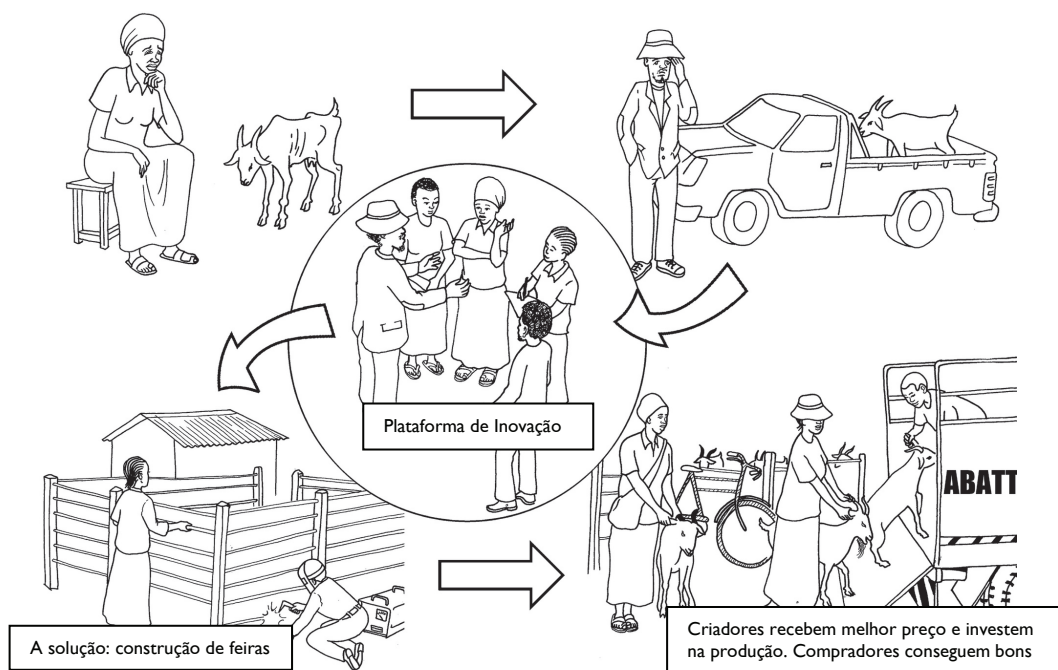 Plataforma de Inovação
ABATT
A solução: construção de feiras
Criadores recebem melhor preço e investem
na produção. Compradores conseguem bons